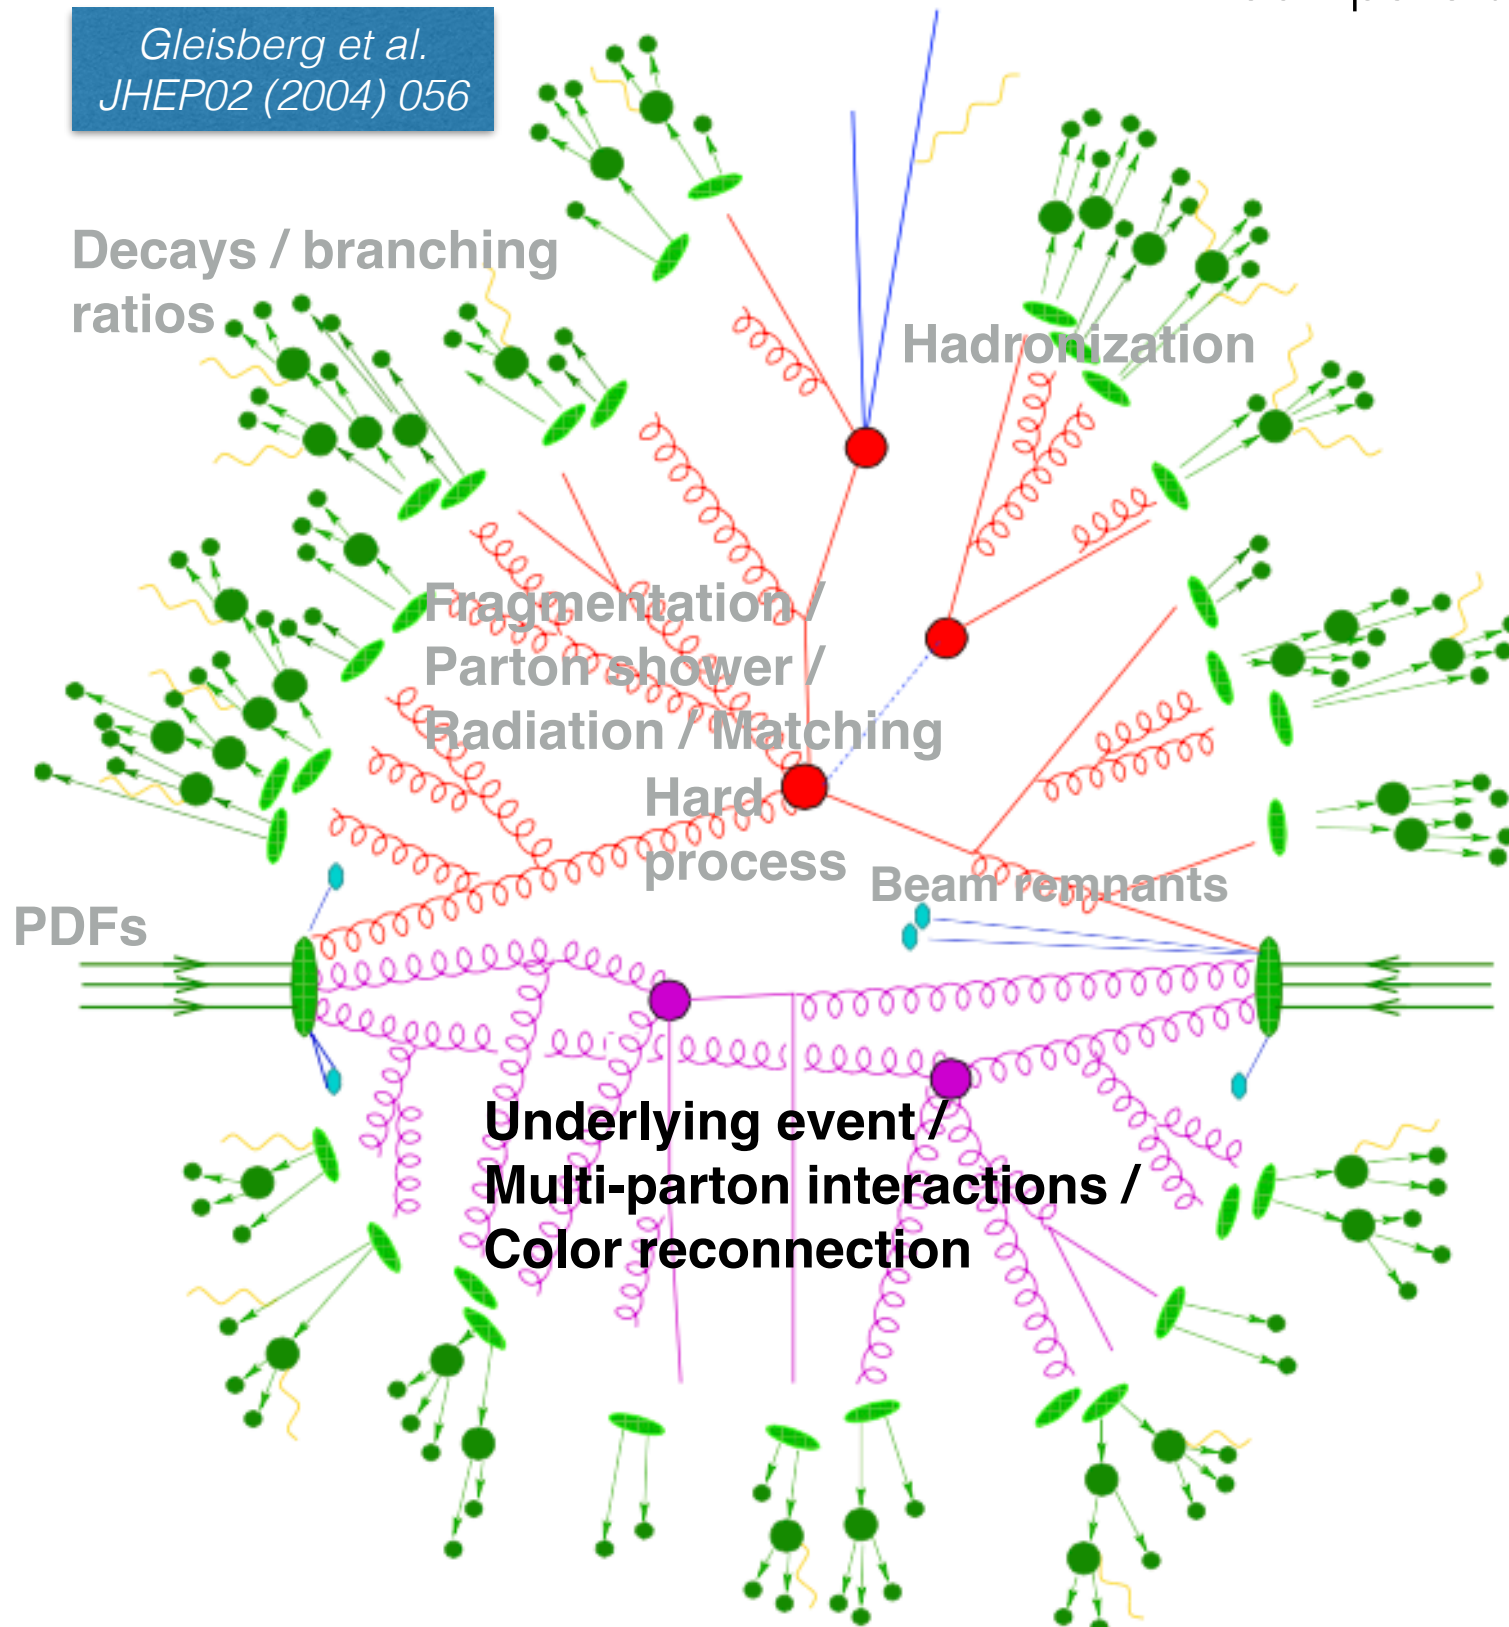 Gleisberg et al.
JHEP02 (2004) 056
Decays / branching
ratios
Hadronization
Fragmentation /
Parton shower /
Radiation / Matching
Hard
process
Beam remnants
PDFs
Underlying event /
Multi-parton interactions /
Color reconnection